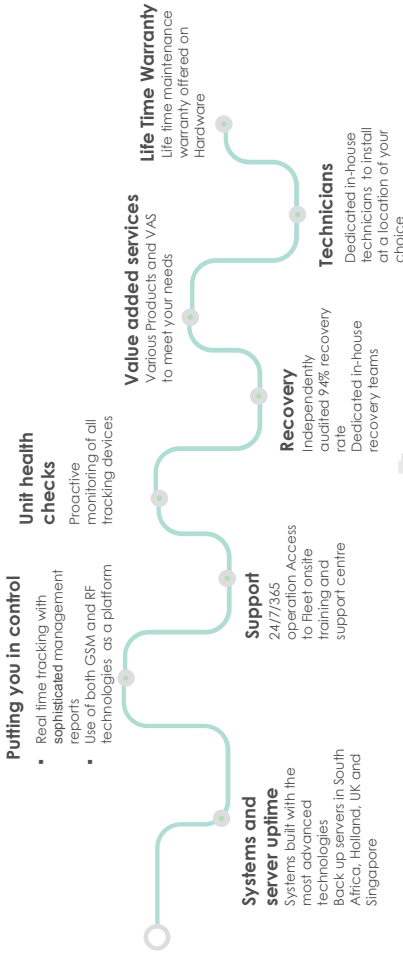 Putting you in control
▪ Real time tracking with
sophisticated management
reports
▪ Use of both GSM and RF
technologies as a platform
Unit health
checks
Proactive
monitoring of all
tracking devices
Value added services
Various Products and VAS
to meet your needs
Life Time Warranty
Life time maintenance
warranty offered on
Hardware
Systems and
server uptime
Systems built with the
most advanced
technologies
Back up servers in South
Africa, Holland, UK and
Singapore
Support
24/7/365
operation Access
to Fleet onsite
training and
support centre
Recovery
Independently
audited 94% recovery
rate
Dedicated in-house
recovery teams
Technicians
Dedicated in-house
technicians to install
at a location of your
choice